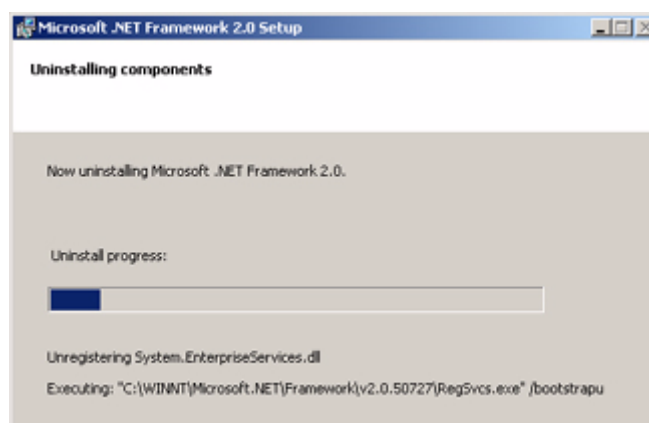 Microsoft .NET Framework 2.0 Setup
Uninstalling components
Now uninstalling Microsoft .NET Framework 2.0.
Uninstall progress:
Unregistering System.EnterpriseServices.dll
Executing: "C:\WINNT\Microsoft.NET\Framework\v2.0.50727\RegSvcs.exe" /bootstrapu